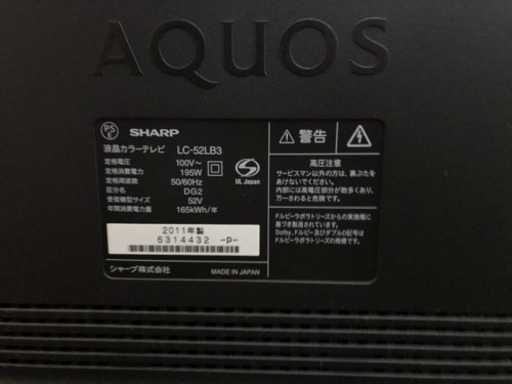 AQUOS
PS E SHARP
液晶カラーテレビ LC-52LB3
定格電圧 100V~
定格消費電力 195W
定格周波数 50/60Hz
区分名 DG2
受信機型サイズ 52V
年間消費電力量 165kWh/年
S UL Japan
2011年製
6314432 -P-
シャープ株式会社 MADE IN JAPAN
警告
高圧注意
サービスマン以外の方は、裏ぶたを
あけないでください。
内部には高電圧部分が数多くあり、
万一さわると危険です。
ドルビーラボラトリーズからの実施権に
基づき製造されています。
Dolby、ドルビー及びダブルD記号は
ドルビーラボラトリーズの商標です。